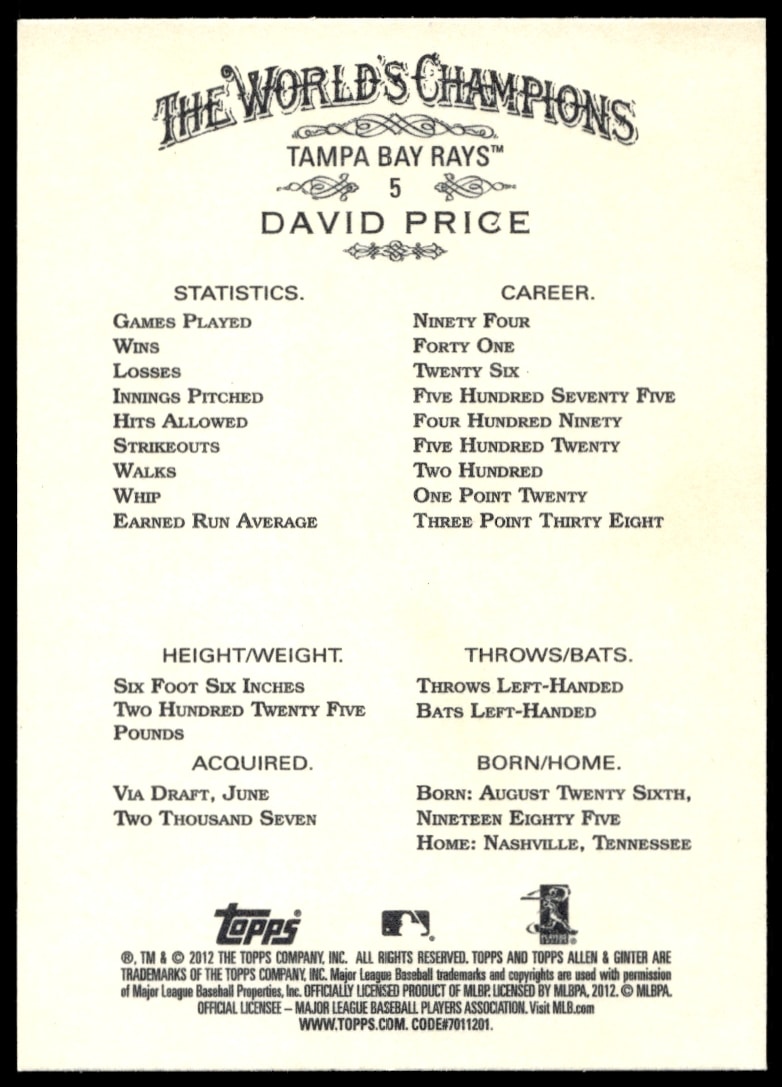 THE WORLD'S CHAMPIONS
TAMPA BAY RAYS™
5
DAVID PRICE
STATISTICS.
GAMES PLAYED
WINS
LOSSES
INNINGS PITCHED
HITS ALLOWED
STRIKEOUTS
WALKS
WHIP
EARNED RUN AVERAGE
CAREER.
NINETY FOUR
FORTY ONE
TWENTY SIX
FIVE HUNDRED SEVENTY FIVE
FOUR HUNDRED NINETY
FIVE HUNDRED TWENTY
TWO HUNDRED
ONE POINT TWENTY
THREE POINT THIRTY EIGHT
HEIGHT/WEIGHT.
SIX FOOT SIX INCHES
TWO HUNDRED TWENTY FIVE
POUNDS
THROWS/BATS.
THROWS LEFT-HANDED
BATS LEFT-HANDED
ACQUIRED.
VIA DRAFT, JUNE
TWO THOUSAND SEVEN
BORN/HOME.
BORN: AUGUST TWENTY SIXTH,
NINETEEN EIGHTY FIVE
HOME: NASHVILLE, TENNESSEE
Topps®
®, TM & © 2012 THE TOPPS COMPANY, INC. ALL RIGHTS RESERVED. TOPPS AND TOPPS ALLEN & GINTER ARE
TRADEMARKS OF THE TOPPS COMPANY, INC. Major League Baseball trademarks and copyrights are used with permission
of Major League Baseball Properties, Inc. OFFICIALLY LICENSED PRODUCT OF MLBP. LICENSED BY MLBPA, 2012. © MLBPA.
OFFICIAL LICENSEE – MAJOR LEAGUE BASEBALL PLAYERS ASSOCIATION. Visit MLB.com
WWW.TOPPS.COM. CODE#7011201.